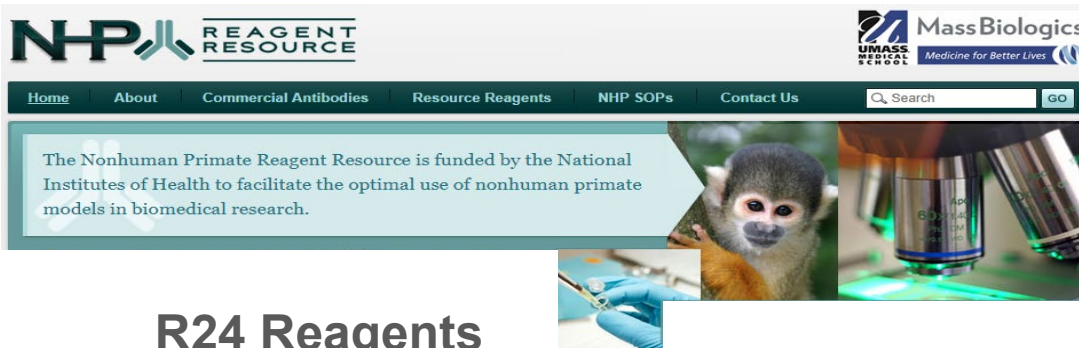 NHP REAGENT
RESOURCE
UMASS
MEDICAL
SCHOOL
MassBiologics
Medicine for Better Lives
Home About Commercial Antibodies Resource Reagents NHP SOPs Contact Us Search GO
The Nonhuman Primate Reagent Resource is funded by the National
Institutes of Health to facilitate the optimal use of nonhuman primate
models in biomedical research.
60x
R24 Reagents